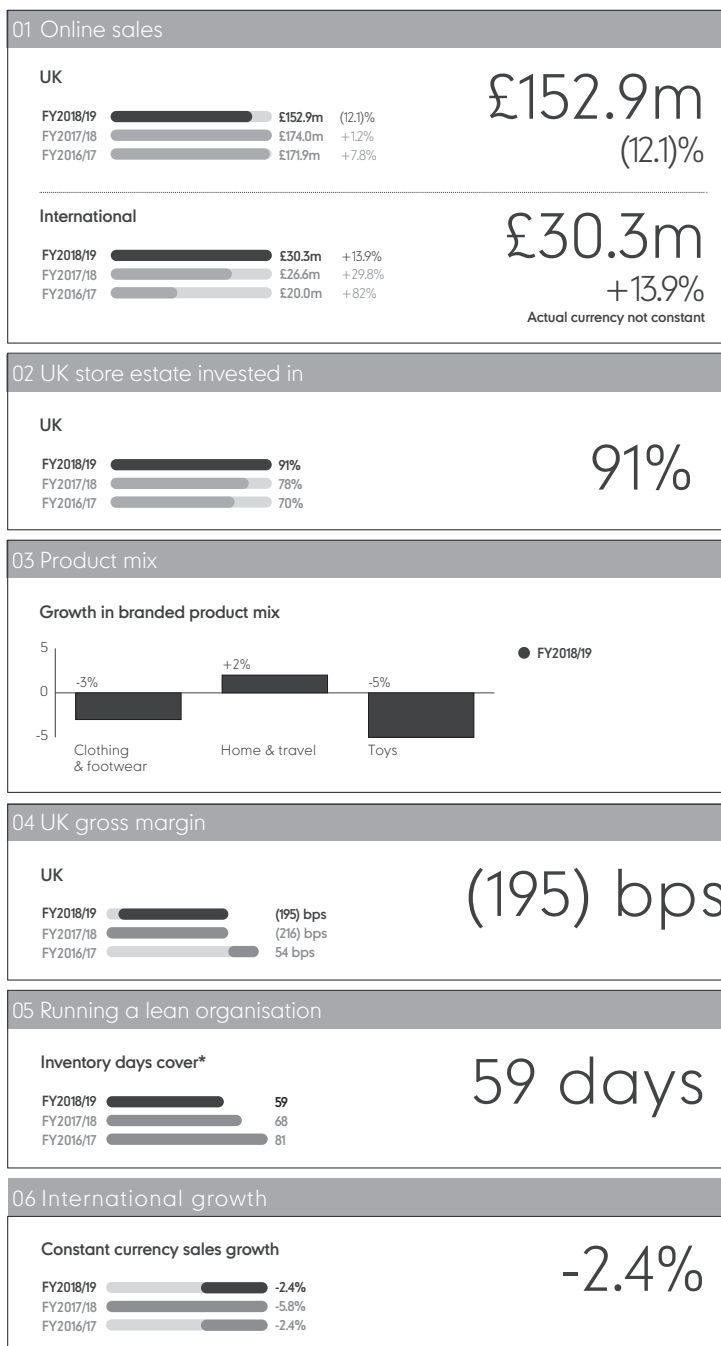 01 Online sales
UK
FY2018/19 £152.9m (12.1)%
FY2017/18 £174.0m +1.2%
FY2016/17 £171.9m +7.8%
£152.9m
(12.1)%
International
FY2018/19 £30.3m +13.9%
FY2017/18 £26.6m +29.8%
FY2016/17 £20.0m +82%
£30.3m
+13.9%
Actual currency not constant
02 UK store estate invested in
UK
FY2018/19 91%
FY2017/18 78%
FY2016/17 70%
91%
03 Product mix
Growth in branded product mix
5
0
-5
-3%
+2%
-5%
Clothing
& footwear
Home & travel
Toys
FY2018/19
04 UK gross margin
UK
FY2018/19 (195) bps
FY2017/18 (216) bps
FY2016/17 54 bps
(195) bps
05 Running a lean organisation
Inventory days cover*
FY2018/19 59
FY2017/18 68
FY2016/17 81
59 days
06 International growth
Constant currency sales growth
FY2018/19 -2.4%
FY2017/18 -5.8%
FY2016/17 -2.4%
-2.4%